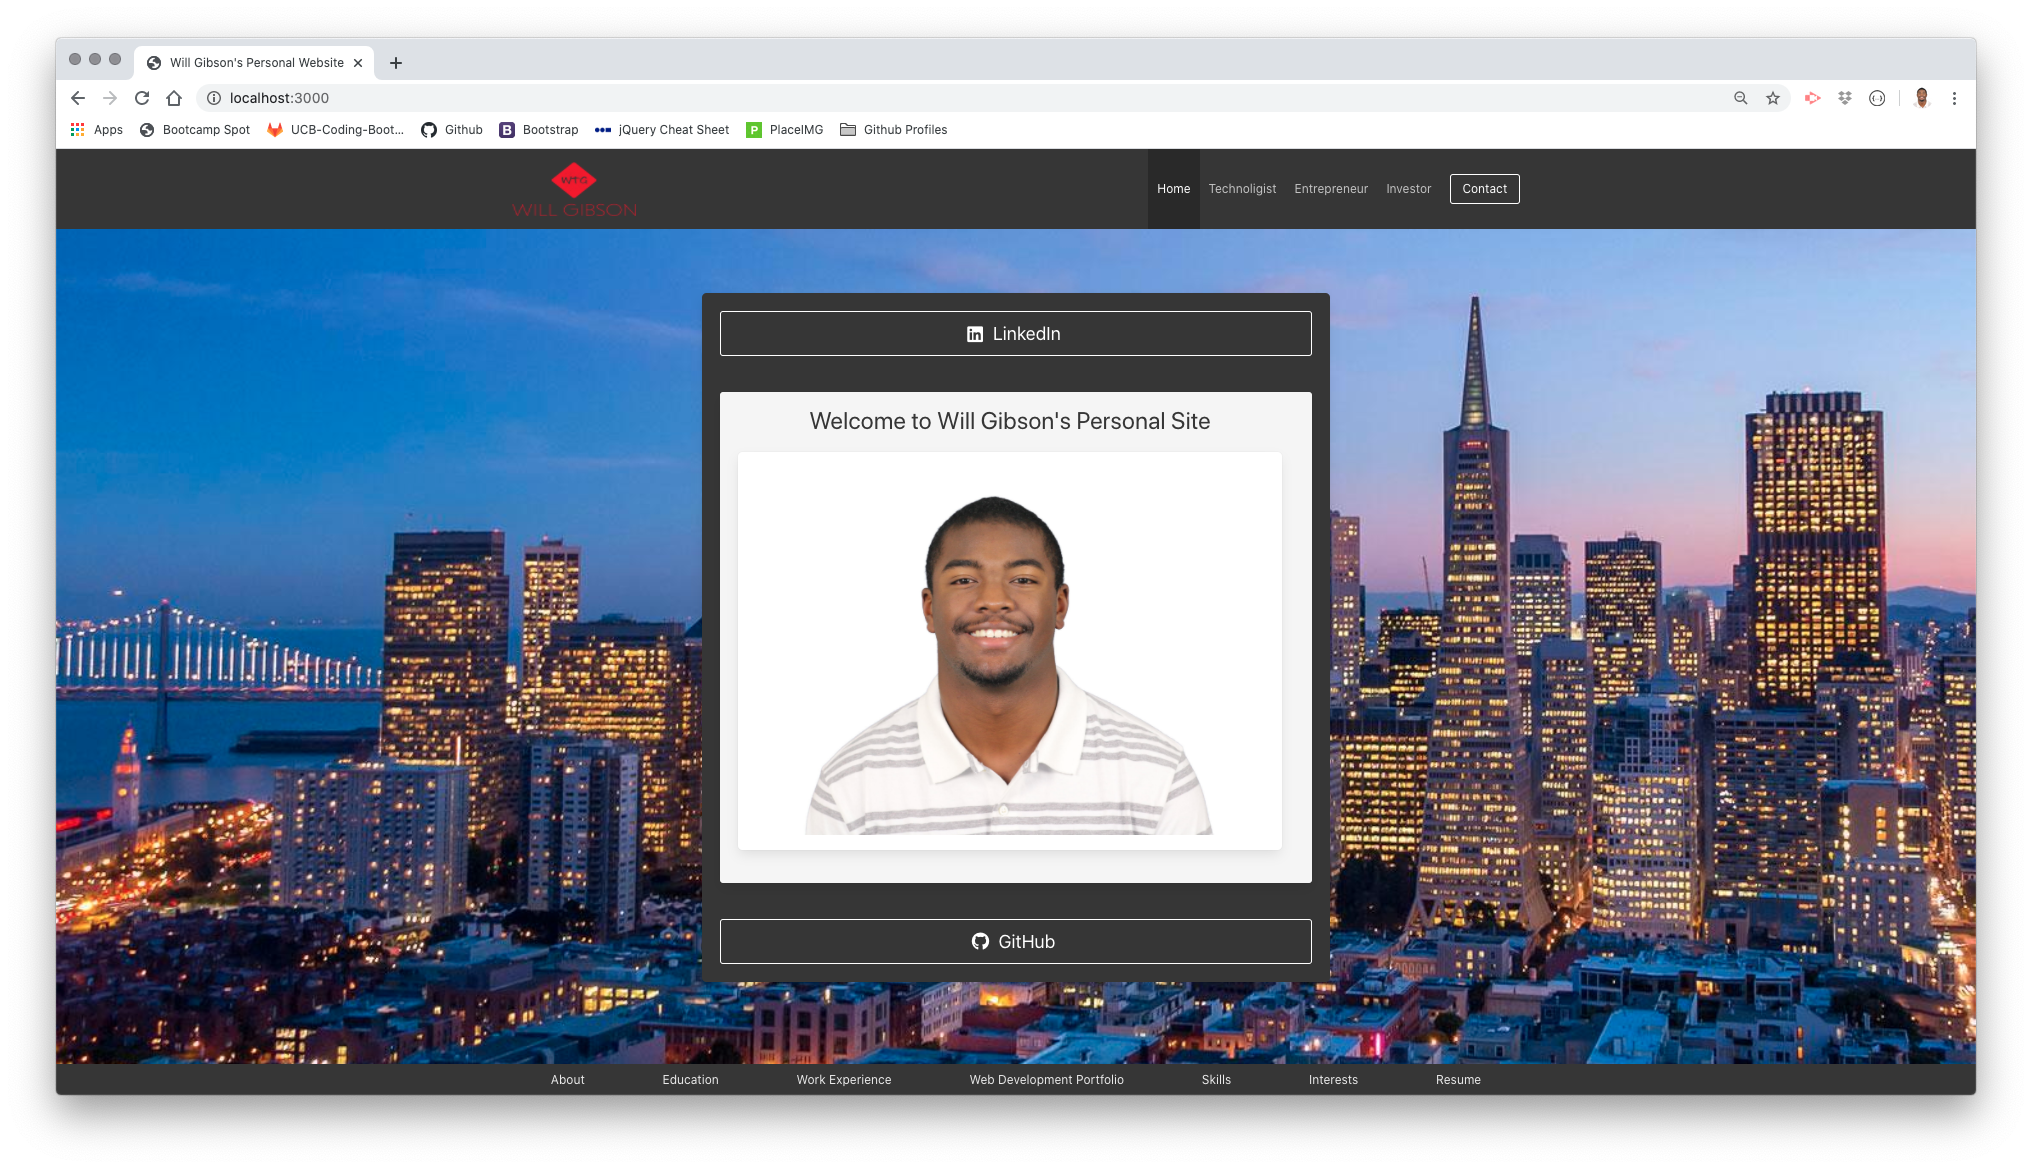 Will Gibson's Personal Website
localhost:3000
Apps Bootcamp Spot UCB-Coding-Boot... Github Bootstrap jQuery Cheat Sheet PlaceIMG Github Profiles
WTG
WILL GIBSON
Home Technoligist Entrepreneur Investor Contact
LinkedIn
Welcome to Will Gibson's Personal Site
GitHub
About Education Work Experience Web Development Portfolio Skills Interests Resume